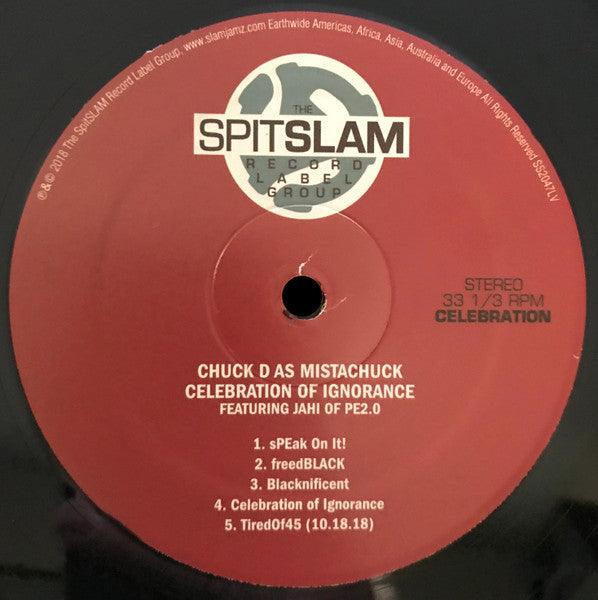 ℗ & © 2018 The SpitSLAM Record Label Group, www.slamjamz.com Earthwide Americas, Africa, Asia, Australia and Europe All Rights Reserved SS2047LV
THE
SPITSLAM
RECORD
LABEL
GROUP
STEREO
33 1/3 RPM
CELEBRATION
CHUCK D AS MISTACHUCK
CELEBRATION OF IGNORANCE
FEATURING JAHI OF PE2.0
1. sPEak On It!
2. freedBLACK
3. Blacknificent
4. Celebration of Ignorance
5. TiredOf45 (10.18.18)